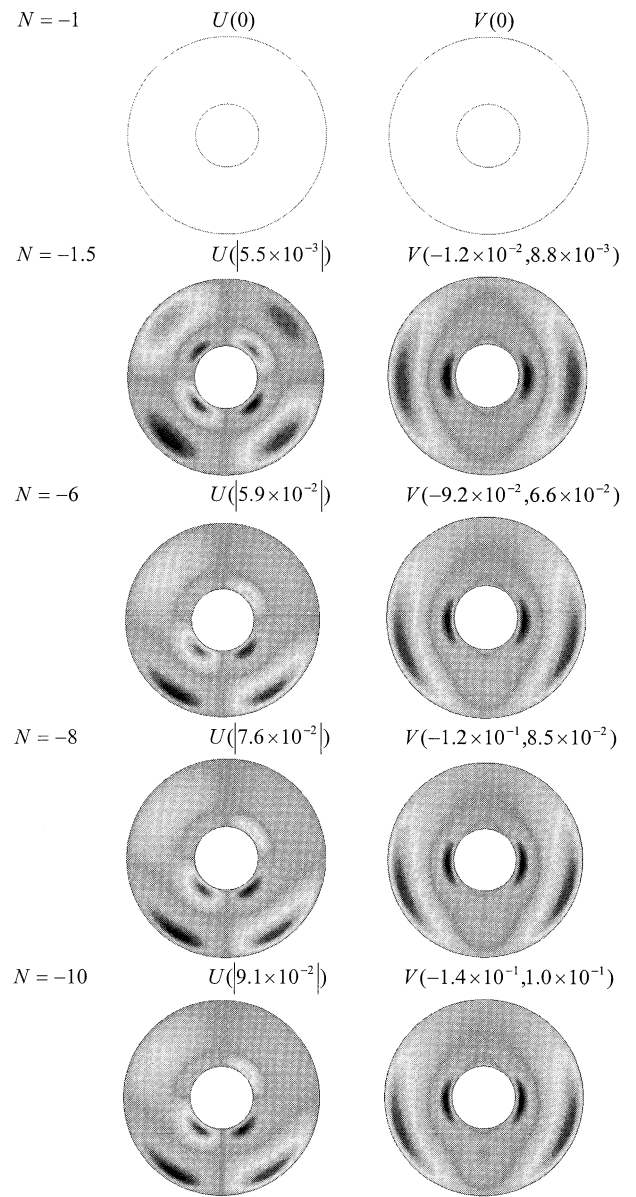 N = −1 U(0) V(0)
N = −1.5 U(|5.5×10⁻³|) V(−1.2×10⁻²,8.8×10⁻³)
N = −6 U(|5.9×10⁻²|) V(−9.2×10⁻²,6.6×10⁻²)
N = −8 U(|7.6×10⁻²|) V(−1.2×10⁻¹,8.5×10⁻²)
N = −10 U(|9.1×10⁻²|) V(−1.4×10⁻¹,1.0×10⁻¹)